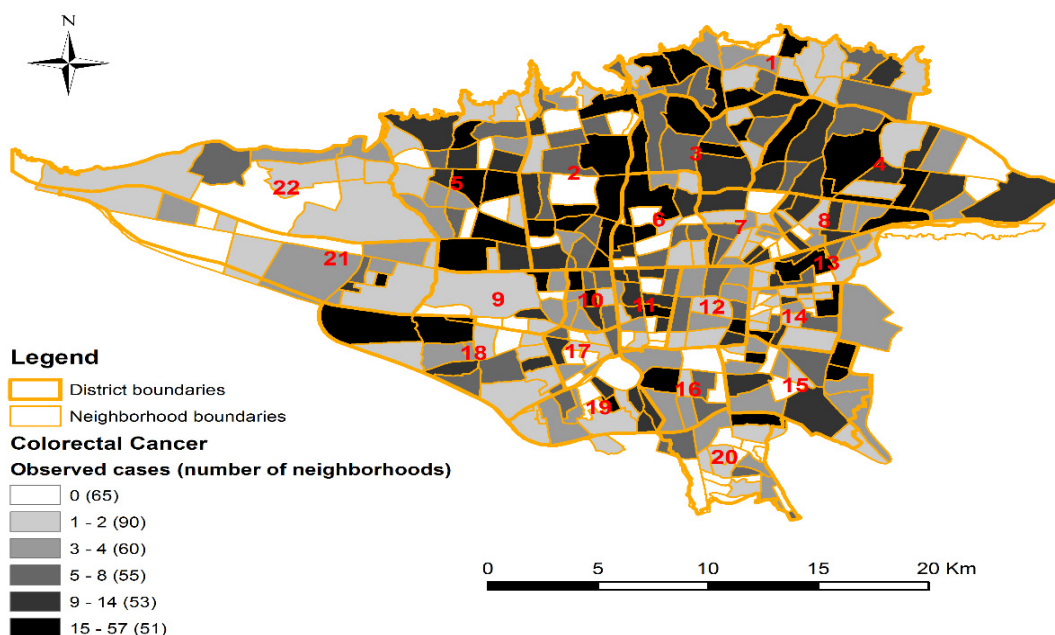 N
1
2
3
4
5
6
7
8
22
21
13
9
10
11
12
14
18
17
15
16
19
20
Legend
District boundaries
Neighborhood boundaries
Colorectal Cancer
Observed cases (number of neighborhoods)
0 (65)
1 - 2 (90)
3 - 4 (60)
5 - 8 (55)
9 - 14 (53)
15 - 57 (51)
0 5 10 15 20 Km